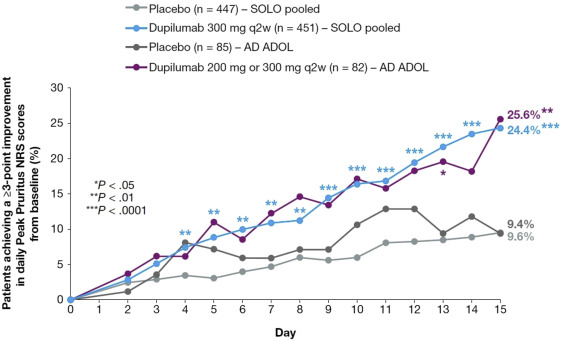 Placebo (n = 447) – SOLO pooled
Dupilumab 300 mg q2w (n = 451) – SOLO pooled
Placebo (n = 85) – AD ADOL
Dupilumab 200 mg or 300 mg q2w (n = 82) – AD ADOL
Patients achieving a ≥3-point improvement
in daily Peak Pruritus NRS scores
from baseline (%)
30
25
20
15
10
5
0
*P < .05
**P < .01
***P < .0001
** ** ** ** ** *** *** *** *** *** ***
*
25.6% **
24.4% ***
9.4%
9.6%
0 1 2 3 4 5 6 7 8 9 10 11 12 13 14 15
Day